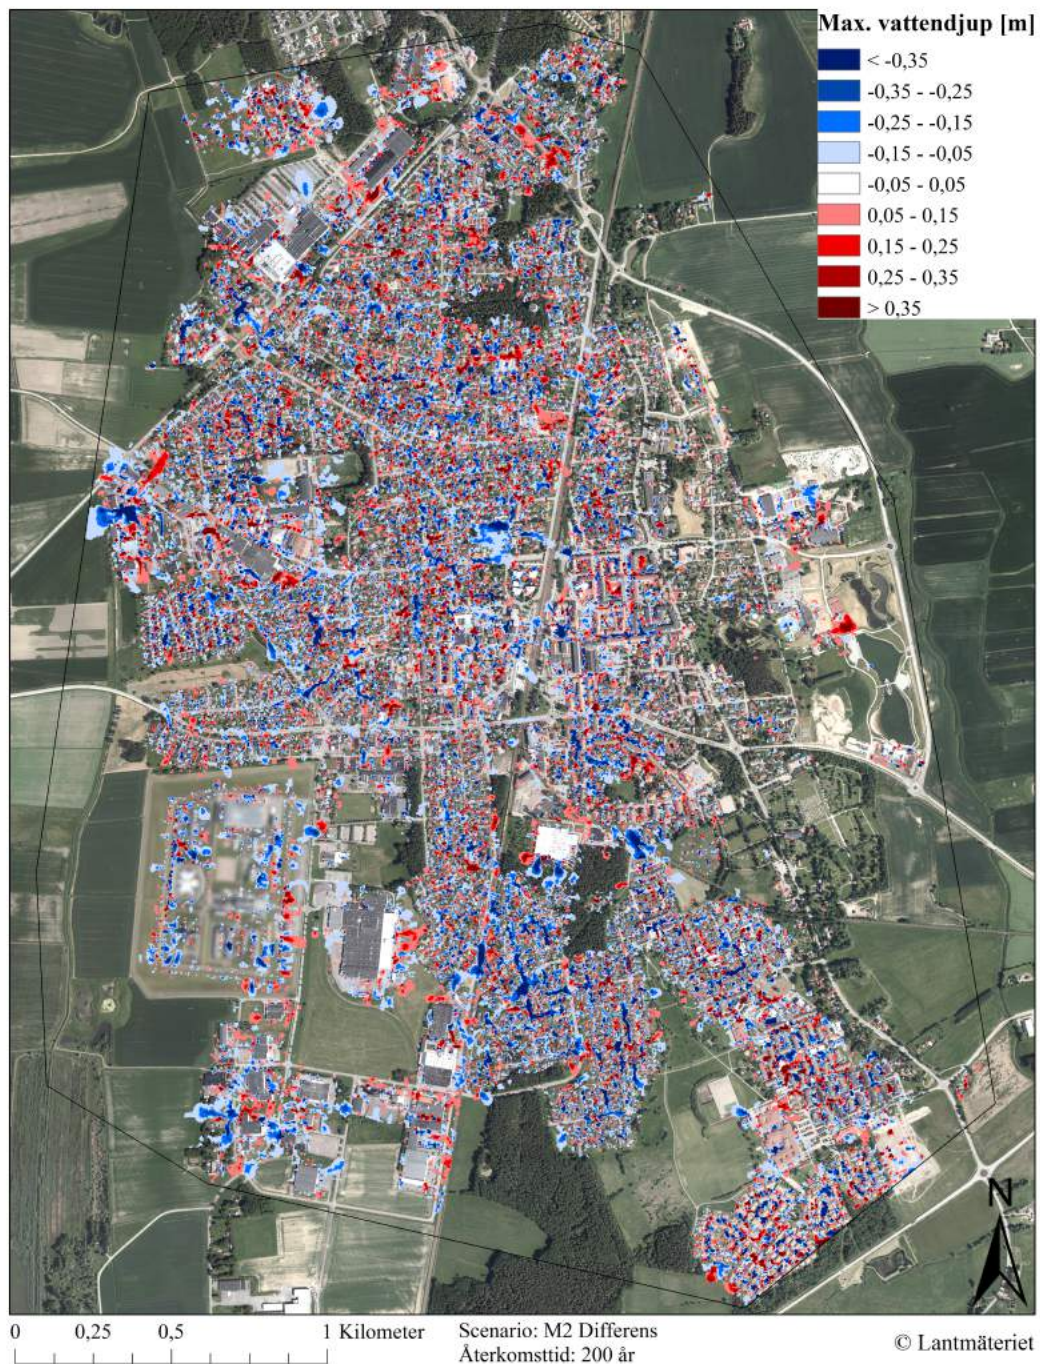 Max. vattendjup [m]
< -0,35
-0,35 - -0,25
-0,25 - -0,15
-0,15 - -0,05
-0,05 - 0,05
0,05 - 0,15
0,15 - 0,25
0,25 - 0,35
> 0,35
N
0 0,25 0,5 1 Kilometer
Scenario: M2 Differens
Återkomsttid: 200 år
© Lantmäteriet